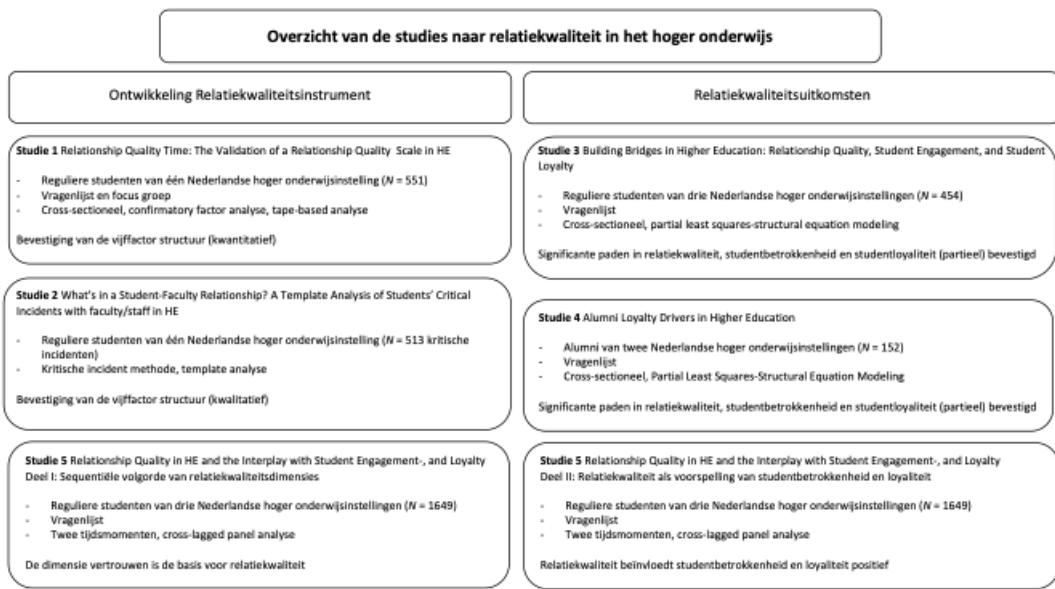 Overzicht van de studies naar relatiekwaliteit in het hoger onderwijs
Ontwikkeling Relatiekwaliteitsinstrument
Studie 1 Relationship Quality Time: The Validation of a Relationship Quality Scale in HE
- Reguliere studenten van één Nederlandse hoger onderwijsinstelling (N = 551)
- Vragenlijst en focus groep
- Cross-sectioneel, confirmatory factor analyse, tape-based analyse
Bevestiging van de vijffactor structuur (kwantitatief)
Studie 2 What's in a Student-Faculty Relationship? A Template Analysis of Students' Critical
Incidents with faculty/staff in HE
- Reguliere studenten van één Nederlandse hoger onderwijsinstelling (N = 513 kritische
incidenten)
- Kritische incident methode, template analyse
Bevestiging van de vijffactor structuur (kwalitatief)
Studie 5 Relationship Quality in HE and the Interplay with Student Engagement-, and Loyalty
Deel I: Sequentiële volgorde van relatiekwaliteitsdimensies
- Reguliere studenten van drie Nederlandse hoger onderwijsinstellingen (N = 1649)
- Vragenlijst
- Twee tijdsmomenten, cross-lagged panel analyse
De dimensie vertrouwen is de basis voor relatiekwaliteit
Relatiekwaliteitsuitkomsten
Studie 3 Building Bridges in Higher Education: Relationship Quality, Student Engagement, and Student
Loyalty
- Reguliere studenten van drie Nederlandse hoger onderwijsinstellingen (N = 454)
- Vragenlijst
- Cross-sectioneel, partial least squares-structural equation modeling
Significante paden in relatiekwaliteit, studentbetrokkenheid en studentloyaliteit (partieel) bevestigd
Studie 4 Alumni Loyalty Drivers in Higher Education
- Alumni van twee Nederlandse hoger onderwijsinstellingen (N = 152)
- Vragenlijst
- Cross-sectioneel, Partial Least Squares-Structural Equation Modeling
Significante paden in relatiekwaliteit, studentbetrokkenheid en studentloyaliteit (partieel) bevestigd
Studie 5 Relationship Quality in HE and the Interplay with Student Engagement-, and Loyalty
Deel II: Relatiekwaliteit als voorspelling van studentbetrokkenheid en loyaliteit
- Reguliere studenten van drie Nederlandse hoger onderwijsinstellingen (N = 1649)
- Vragenlijst
- Twee tijdsmomenten, cross-lagged panel analyse
Relatiekwaliteit beïnvloedt studentbetrokkenheid en loyaliteit positief